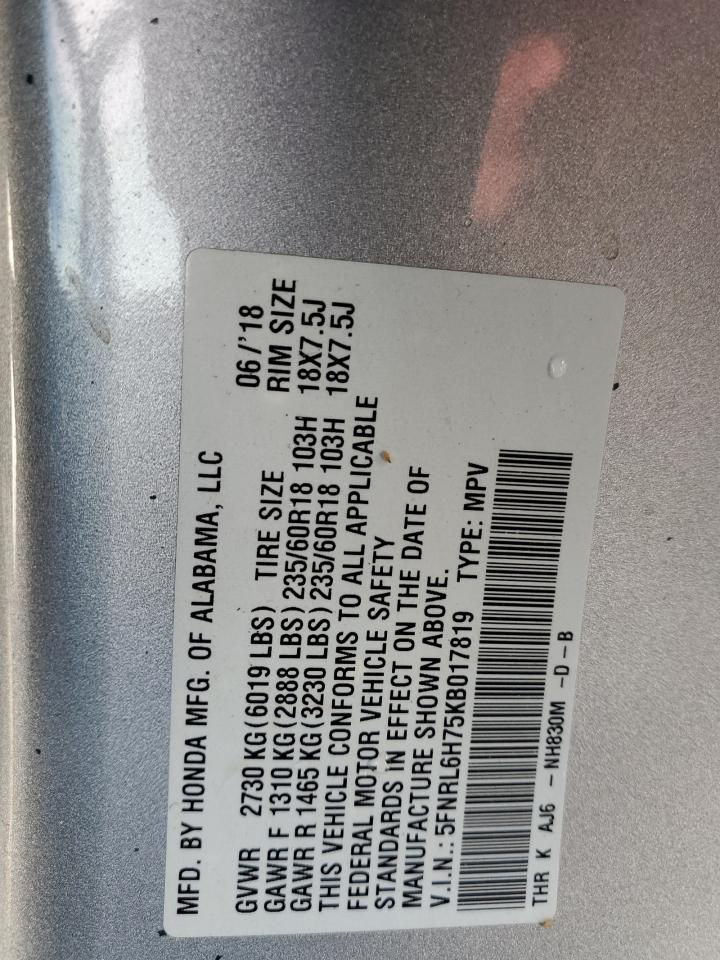 MFD. BY HONDA MFG. OF ALABAMA, LLC
GVWR 2730 KG(6019 LBS) TIRE SIZE 06/'18 RIM SIZE
GAWR F 1310 KG(2888 LBS)235/60R18 103H 18X7.5J
GAWR R 1465 KG(3230 LBS)235/60R18 103H 18X7.5J
THIS VEHICLE CONFORMS TO ALL APPLICABLE
FEDERAL MOTOR VEHICLE SAFETY
STANDARDS IN EFFECT ON THE DATE OF
MANUFACTURE SHOWN ABOVE.
V.I.N.: 5FNRL6H75KB017819 TYPE: MPV
THR K AJ6 - NH830M -D-B